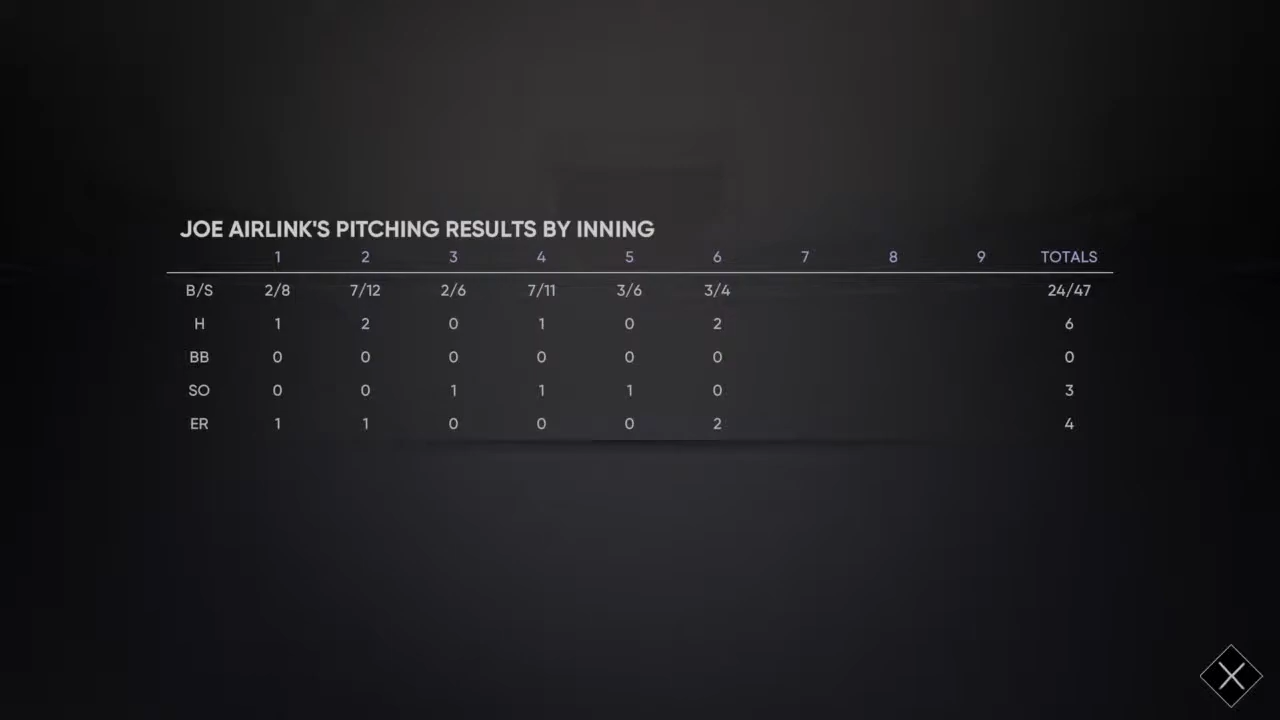 JOE AIRLINK'S PITCHING RESULTS BY INNING
1 2 3 4 5 6 7 8 9 TOTALS
B/S 2/8 7/12 2/6 7/11 3/6 3/4 24/47
H 1 2 0 1 0 2 6
BB 0 0 0 0 0 0 0
SO 0 0 1 1 1 0 3
ER 1 1 0 0 0 2 4